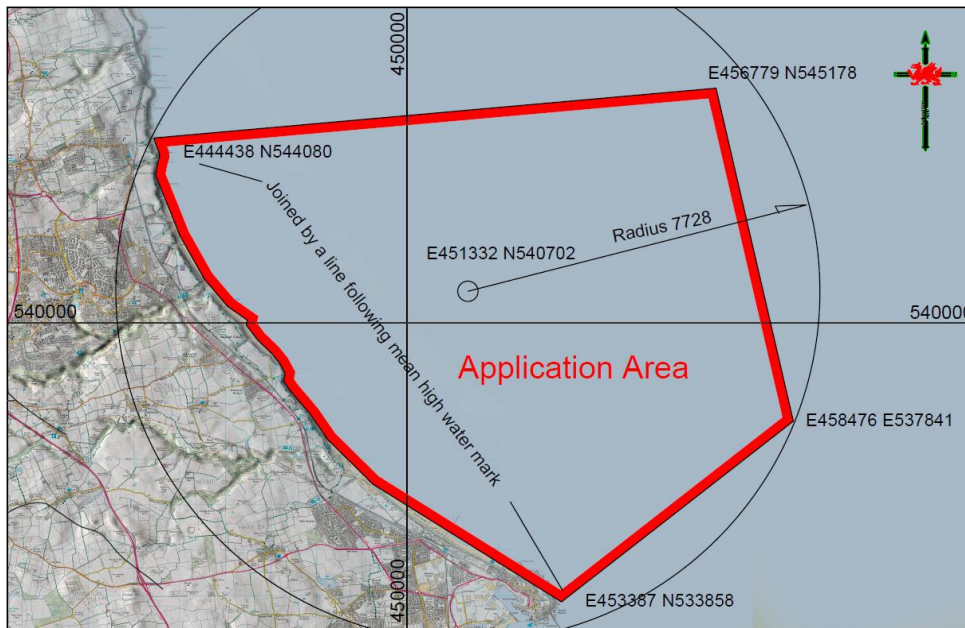 450000
E456779 N545178
E444438 N544080
Joined by a line following mean high water mark
Radius 7728
E451332 N540702
540000
540000
Application Area
E458476 E537841
450000
E453387 N533858